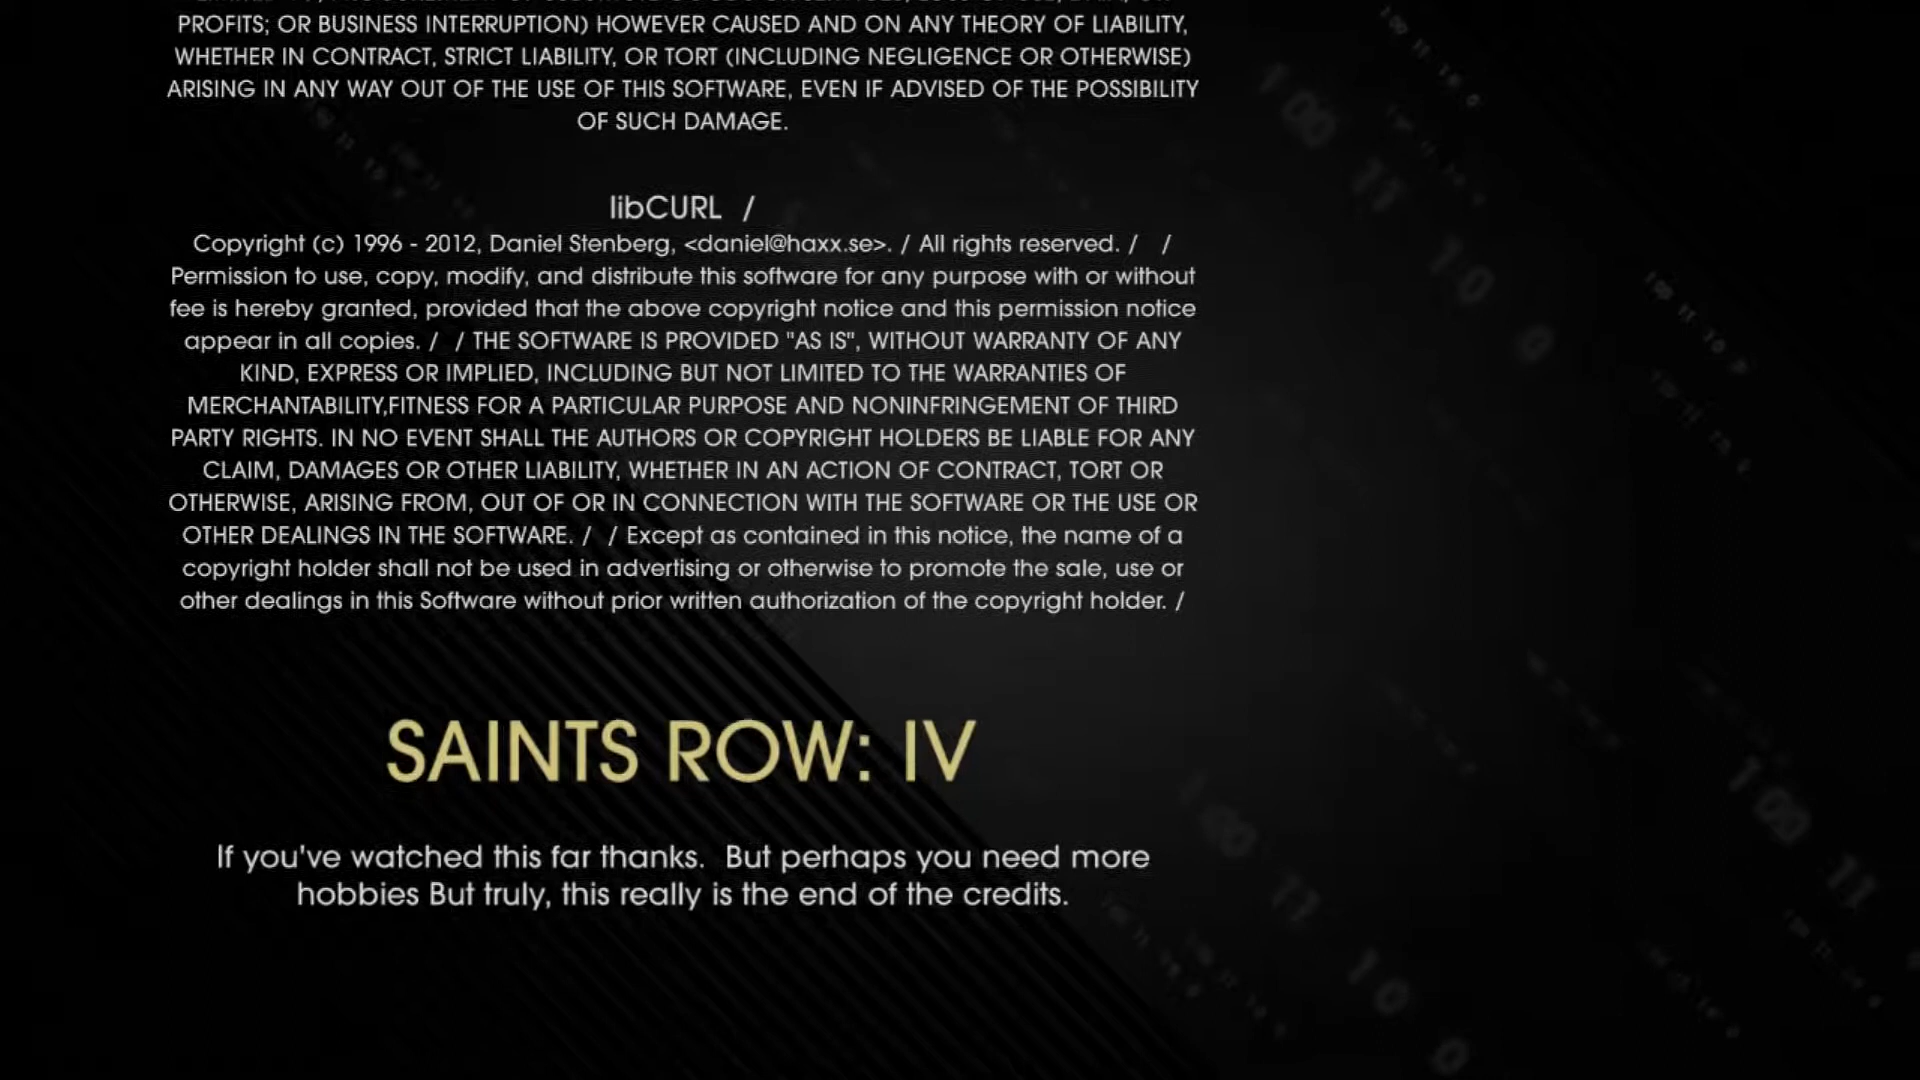 PROFITS; OR BUSINESS INTERRUPTION) HOWEVER CAUSED AND ON ANY THEORY OF LIABILITY,
WHETHER IN CONTRACT, STRICT LIABILITY, OR TORT (INCLUDING NEGLIGENCE OR OTHERWISE)
ARISING IN ANY WAY OUT OF THE USE OF THIS SOFTWARE, EVEN IF ADVISED OF THE POSSIBILITY
OF SUCH DAMAGE.
libCURL /
Copyright (c) 1996 - 2012, Daniel Stenberg, <daniel@haxx.se>. / All rights reserved. / /
Permission to use, copy, modify, and distribute this software for any purpose with or without
fee is hereby granted, provided that the above copyright notice and this permission notice
appear in all copies. / / THE SOFTWARE IS PROVIDED "AS IS", WITHOUT WARRANTY OF ANY
KIND, EXPRESS OR IMPLIED, INCLUDING BUT NOT LIMITED TO THE WARRANTIES OF
MERCHANTABILITY,FITNESS FOR A PARTICULAR PURPOSE AND NONINFRINGEMENT OF THIRD
PARTY RIGHTS. IN NO EVENT SHALL THE AUTHORS OR COPYRIGHT HOLDERS BE LIABLE FOR ANY
CLAIM, DAMAGES OR OTHER LIABILITY, WHETHER IN AN ACTION OF CONTRACT, TORT OR
OTHERWISE, ARISING FROM, OUT OF OR IN CONNECTION WITH THE SOFTWARE OR THE USE OR
OTHER DEALINGS IN THE SOFTWARE. / / Except as contained in this notice, the name of a
copyright holder shall not be used in advertising or otherwise to promote the sale, use or
other dealings in this Software without prior written authorization of the copyright holder. /
SAINTS ROW: IV
If you've watched this far thanks. But perhaps you need more
hobbies But truly, this really is the end of the credits.